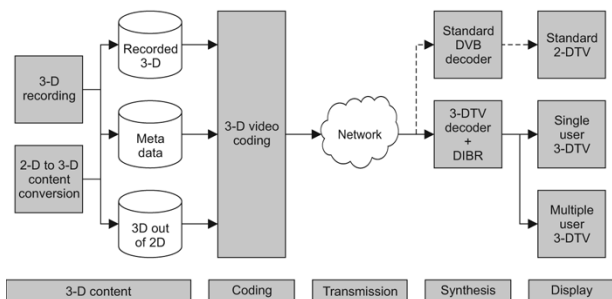 3-D
recording
2-D to 3-D
content
conversion
Recorded
3-D
Meta
data
3D out
of 2D
3-D video
coding
Network
Standard
DVB
decoder
3-DTV
decoder
+
DIBR
Standard
2-DTV
Single
user
3-DTV
Multiple
user
3-DTV
3-D content
Coding
Transmission
Synthesis
Display